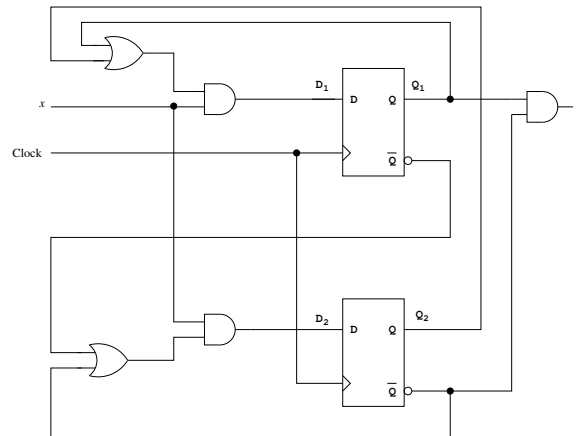 D₁ Q₁
D Q
x
Clock
Q̅
D₂ Q₂
D Q
Q̅